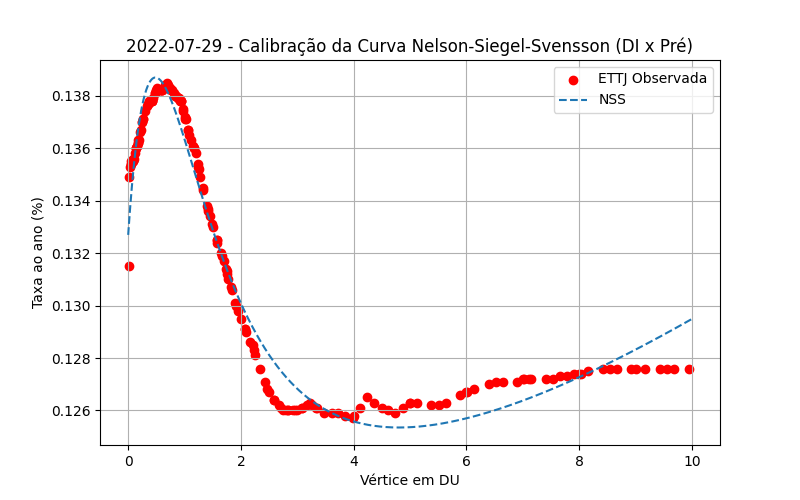 2022-07-29 - Calibração da Curva Nelson-Siegel-Svensson (DI x Pré)
ETTJ Observada
NSS
Taxa ao ano (%)
0.138
0.136
0.134
0.132
0.130
0.128
0.126
0 2 4 6 8 10
Vértice em DU